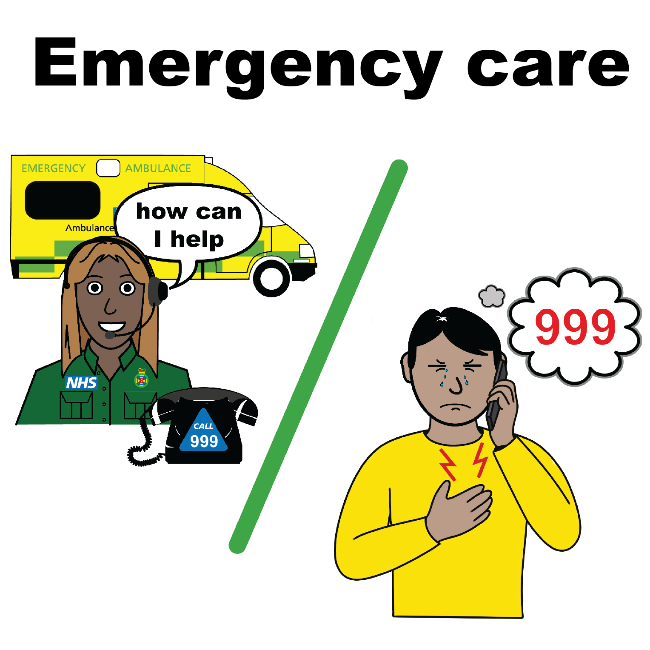 Emergency care
EMERGENCY AMBULANCE
how can
I help
Ambulance
NHS
CALL
999
999